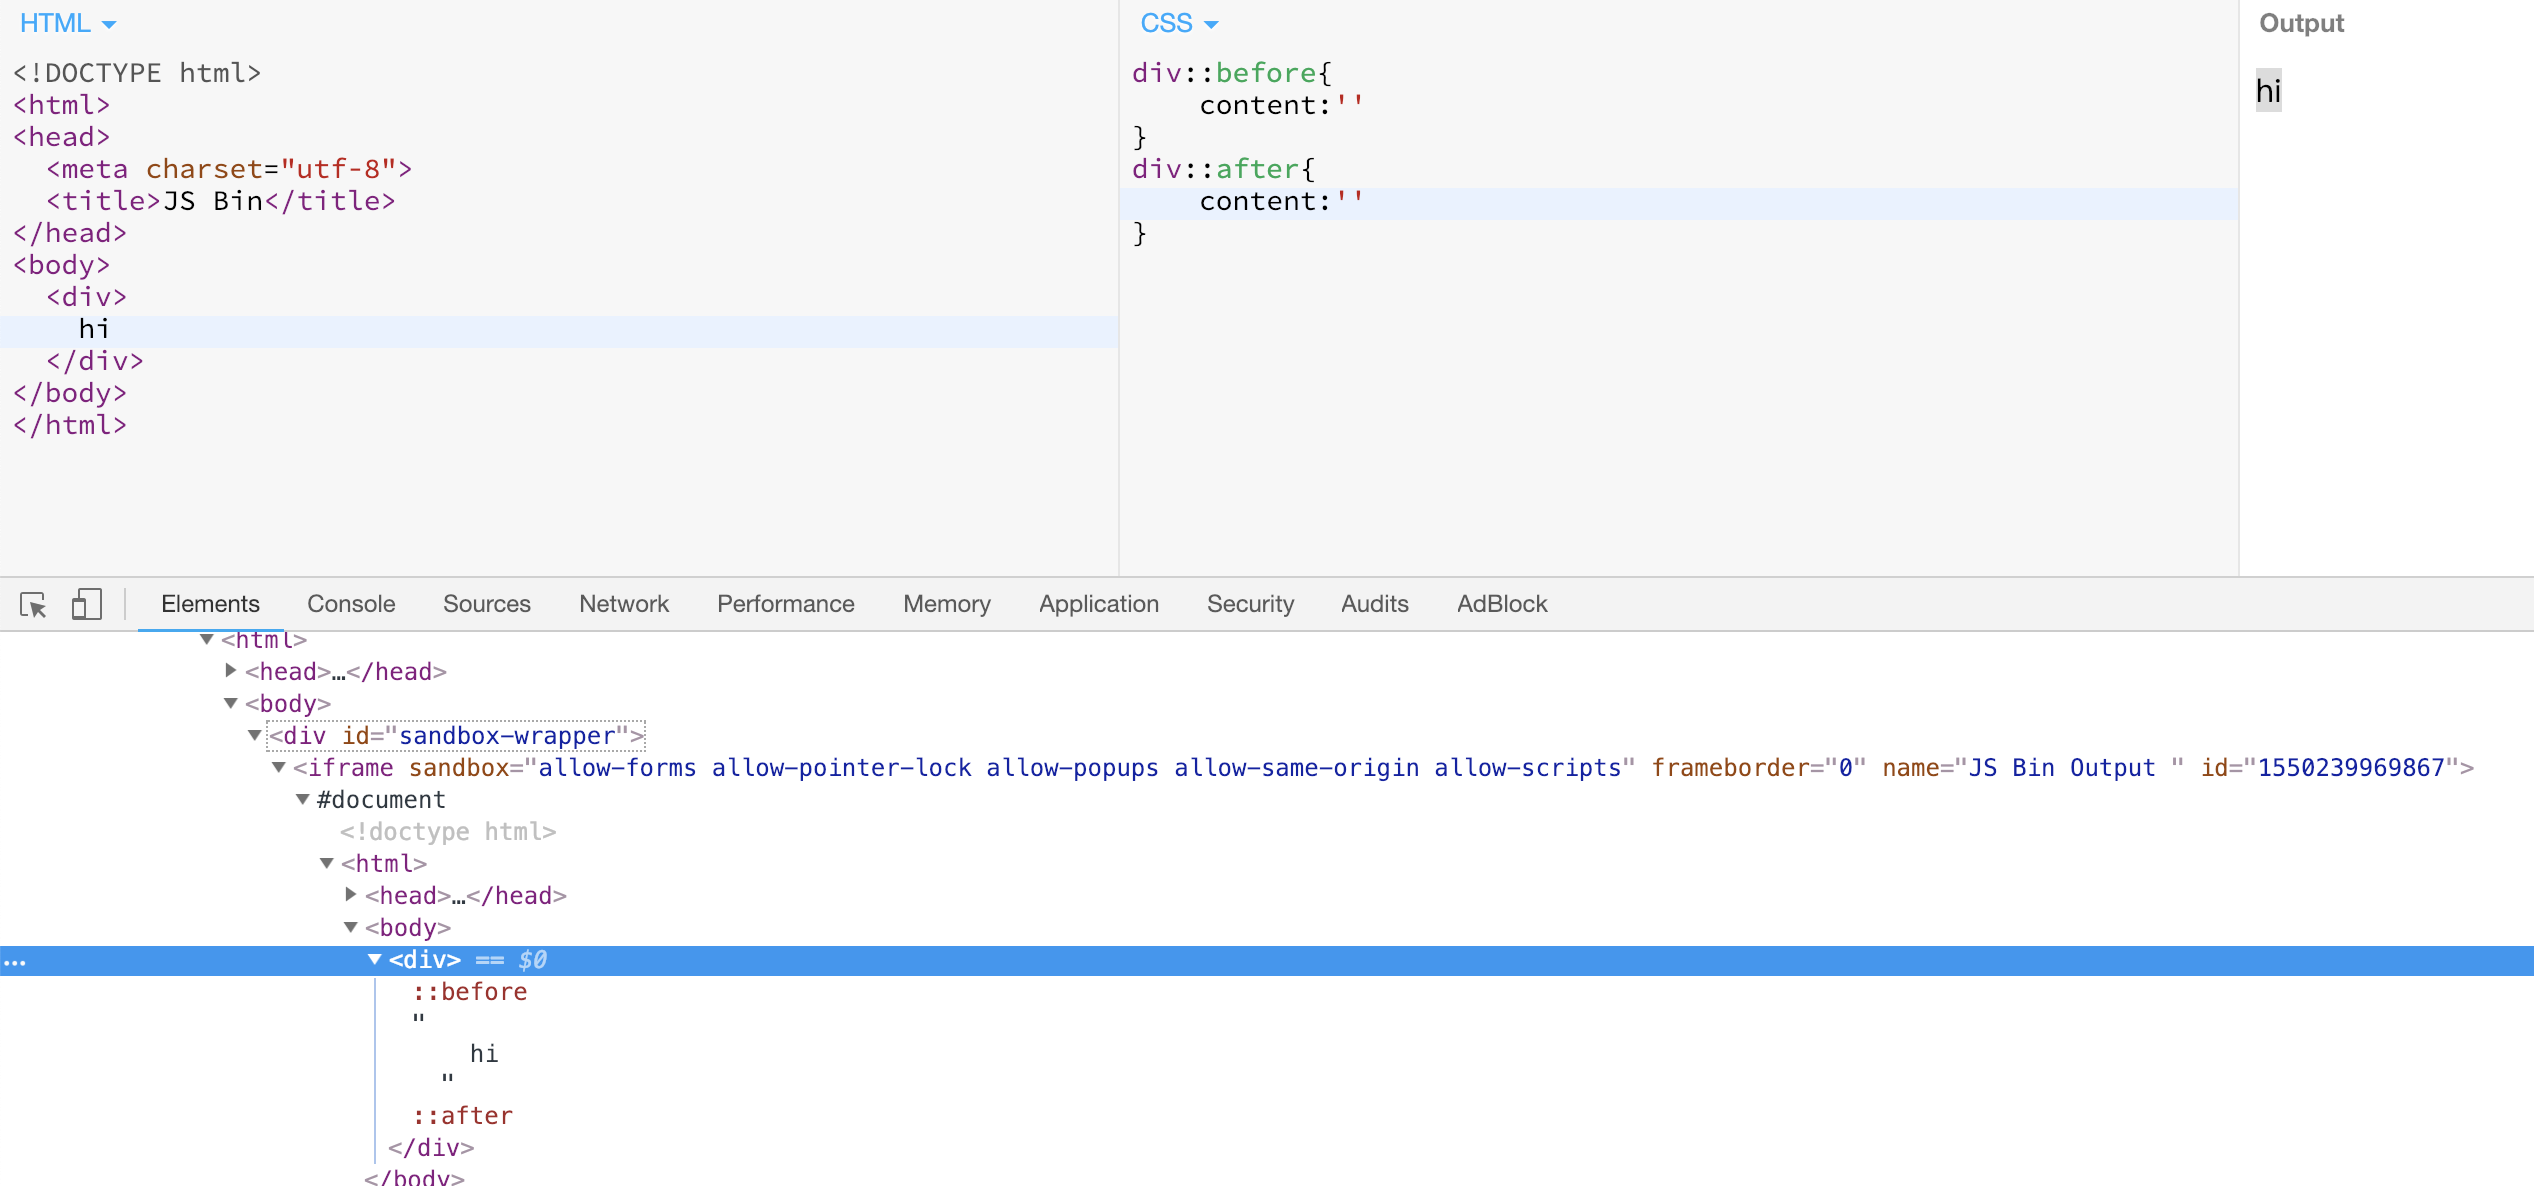 HTML
<!DOCTYPE html>
<html>
<head>
  <meta charset="utf-8">
  <title>JS Bin</title>
</head>
<body>
  <div>
    hi
  </div>
</body>
</html>
CSS
div::before{
    content:''
}
div::after{
    content:''
}
Output
hi
Elements Console Sources Network Performance Memory Application Security Audits AdBlock
<html>
<head>…</head>
<body>
<div id="sandbox-wrapper">
<iframe sandbox="allow-forms allow-pointer-lock allow-popups allow-same-origin allow-scripts" frameborder="0" name="JS Bin Output " id="1550239969867">
#document
<!doctype html>
<html>
<head>…</head>
<body>
… <div> == $0
::before
"
    hi
  "
::after
</div>
</body>